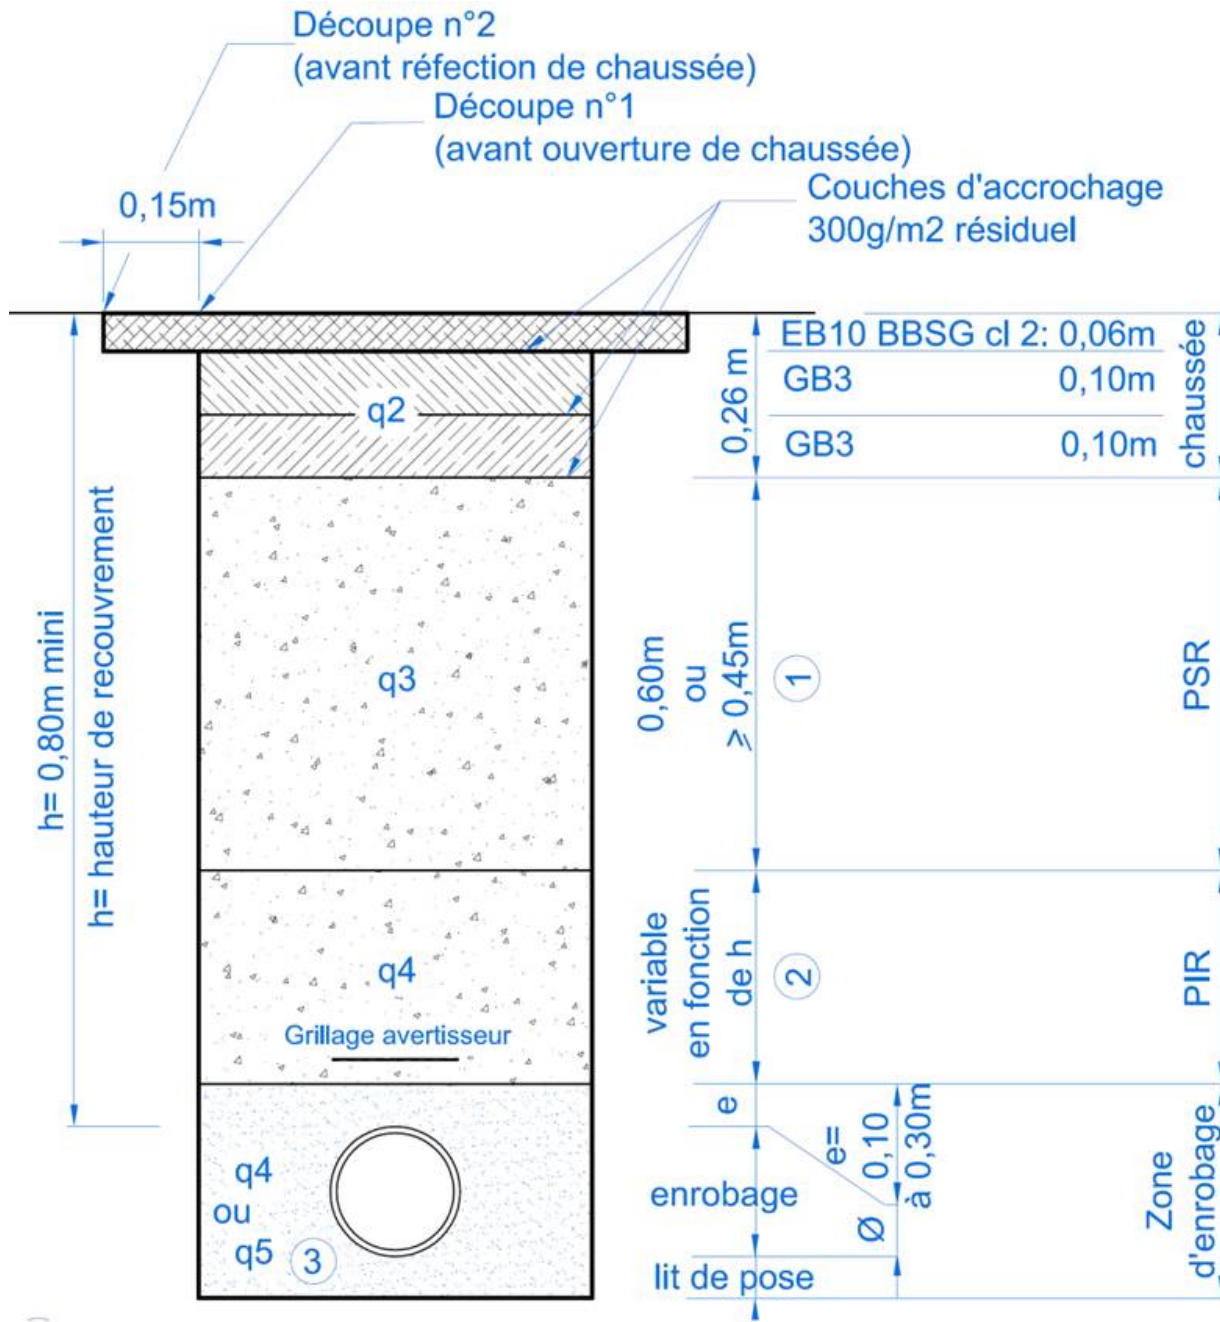 Découpe n°2
(avant réfection de chaussée)
Découpe n°1
(avant ouverture de chaussée)
Couches d'accrochage
300g/m2 résiduel
0,15m
EB10 BBSG cl 2: 0,06m
GB3 0,10m
GB3 0,10m
0,26 m
chaussée
q2
h= 0,80m mini
h= hauteur de recouvrement
q3
0,60m
ou
⩾ 0,45m
1
PSR
q4
Grillage avertisseur
variable
en fonction
de h
2
PIR
q4
ou
q5 3
e
e=
0,10
à 0,30m
enrobage
Ø
lit de pose
Zone
d'enrobage